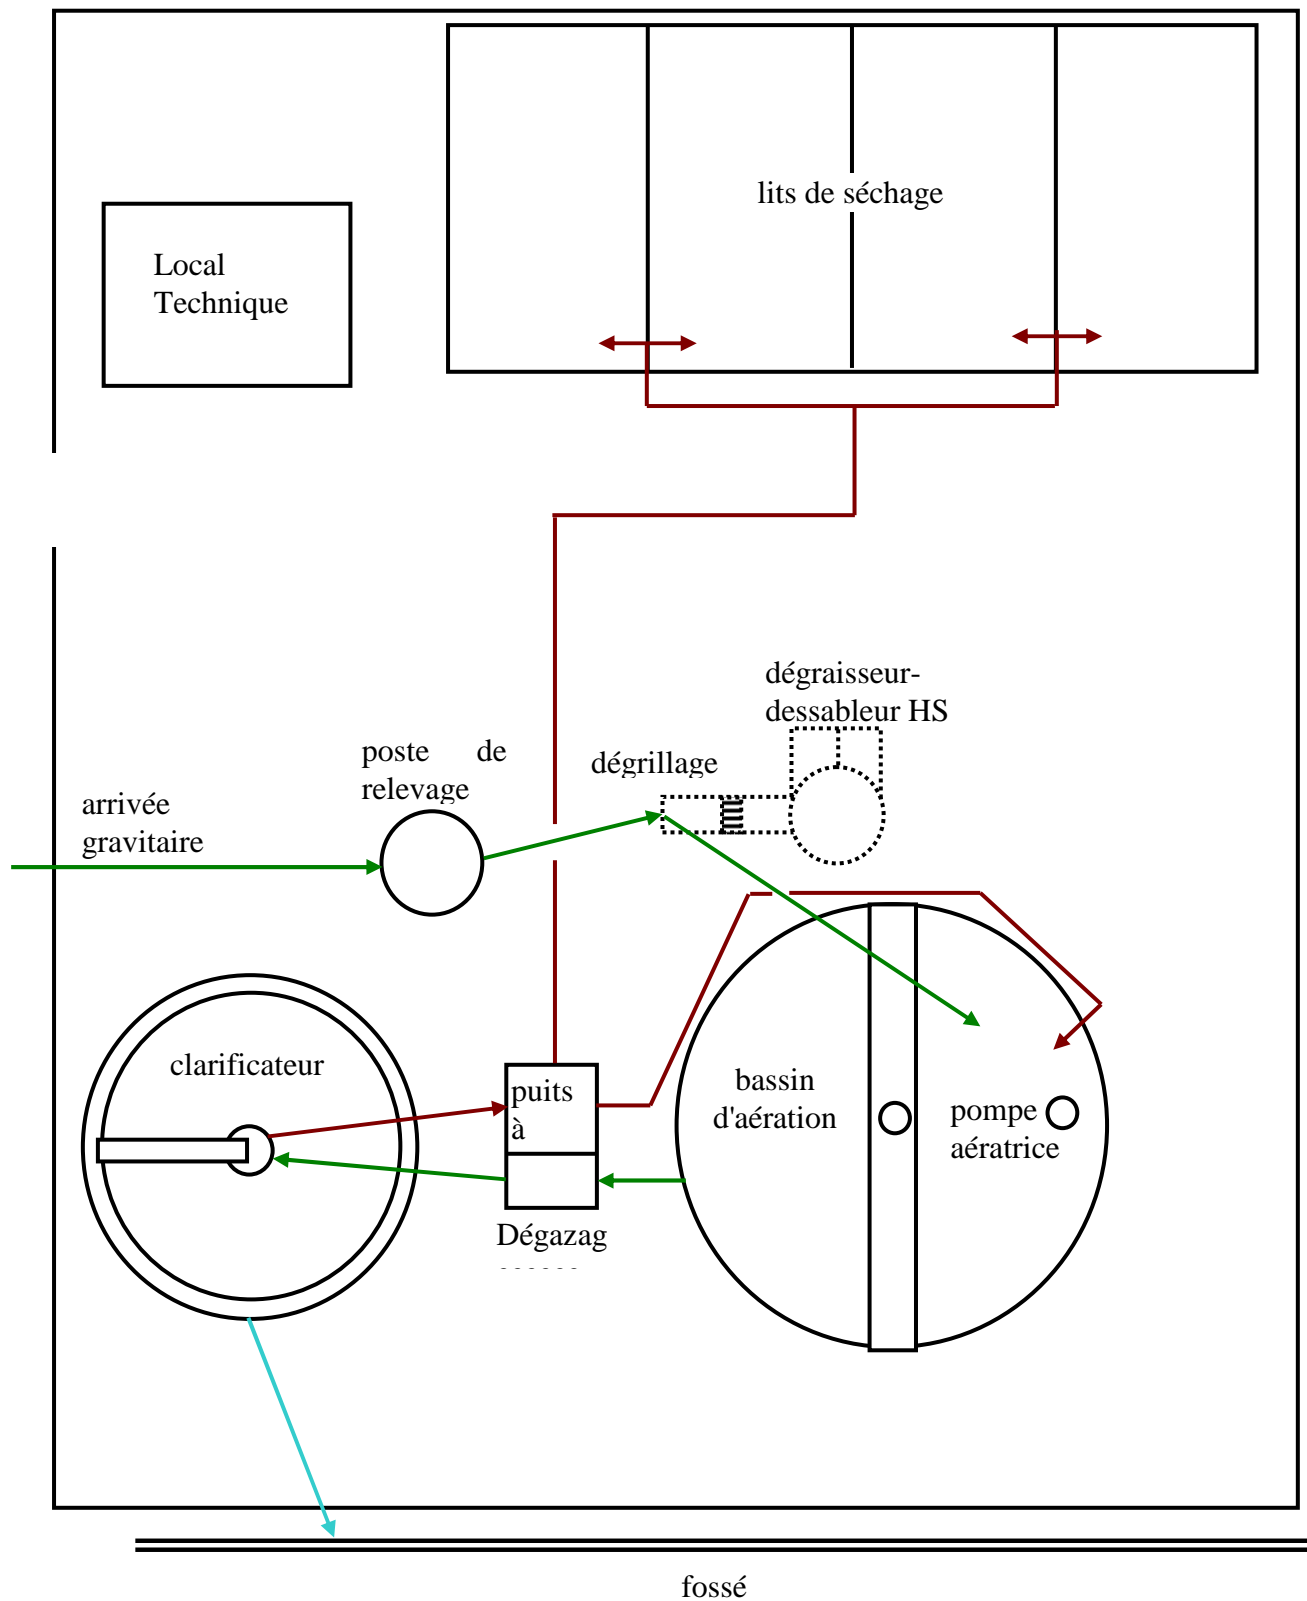 lits de séchage
Local
Technique
dégraisseur-
dessableur HS
poste de
relevage
dégrillage
arrivée
gravitaire
clarificateur
puits
à
bassin
d'aération
pompe
aératrice
Dégazag
fossé